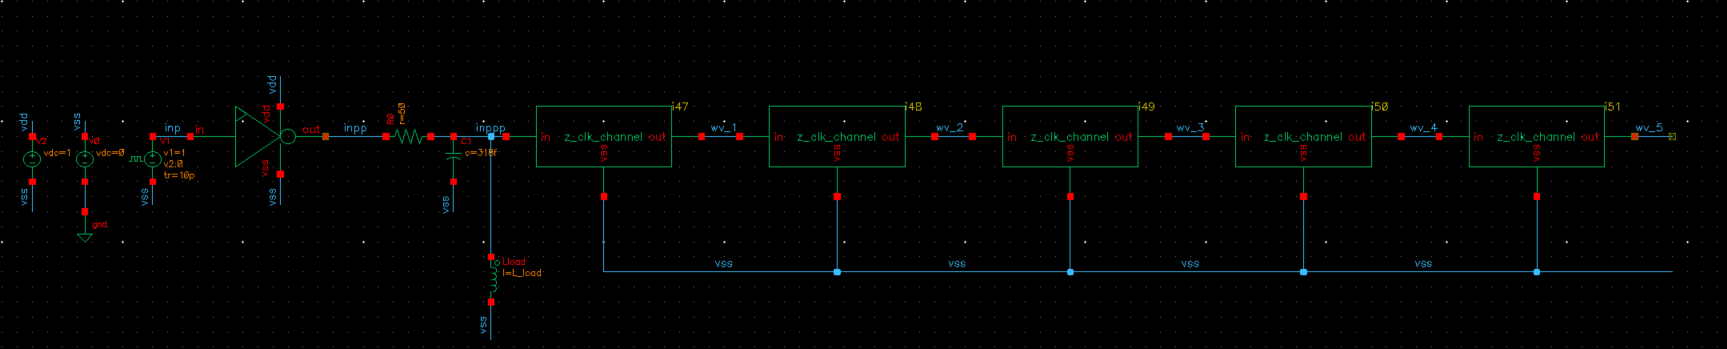 vdd
V2
vdc=1
vss
vss
V0
vdc=0
gnd
inp
V1
v1=1
v2:0
tr=10p
vss
in
vdd
vdd
out
vss
vss
inpp
r=50
C1
c=310f
vss
inppp
Lload
l=L_load
vss
i47
in
z_clk_channel
out
vss
wv_1
i48
in
z_clk_channel
out
vss
wv_2
i49
in
z_clk_channel
out
vss
wv_3
i50
in
z_clk_channel
out
vss
wv_4
i51
in
z_clk_channel
out
vss
wv_5
vss
vss
vss
vss